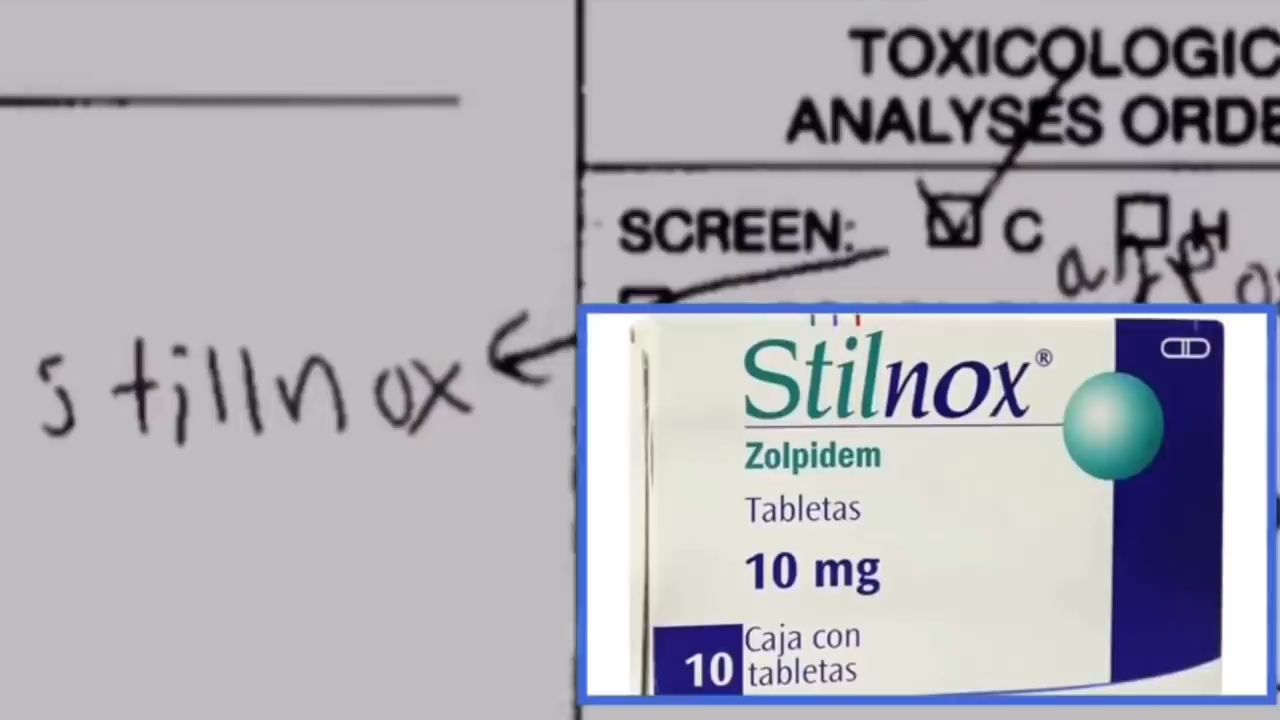 TOXICOLOGIC
ANALYSES ORDE
SCREEN: C H
stillnox
Stilnox®
Zolpidem
Tabletas
10 mg
10
Caja con
tabletas